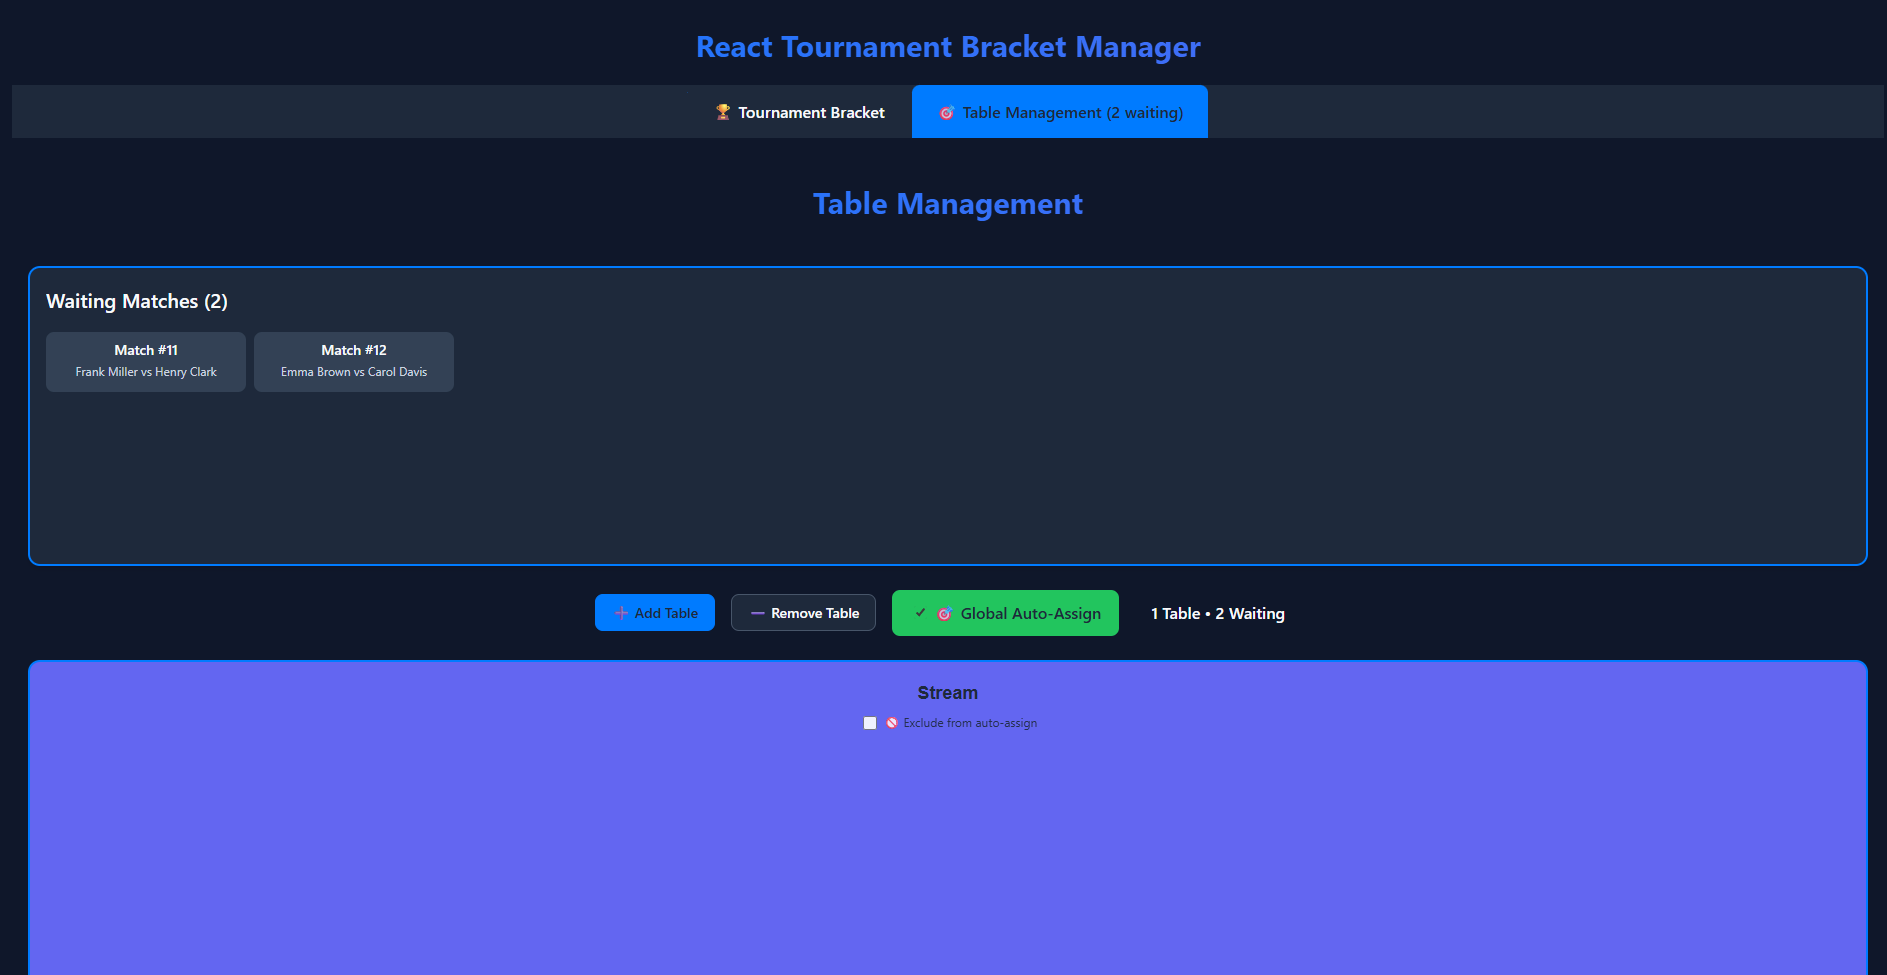 React Tournament Bracket Manager
🏆 Tournament Bracket
🎯 Table Management (2 waiting)
Table Management
Waiting Matches (2)
Match #11
Frank Miller vs Henry Clark
Match #12
Emma Brown vs Carol Davis
➕ Add Table
➖ Remove Table
✓ 🎯 Global Auto-Assign
1 Table • 2 Waiting
Stream
🚫 Exclude from auto-assign